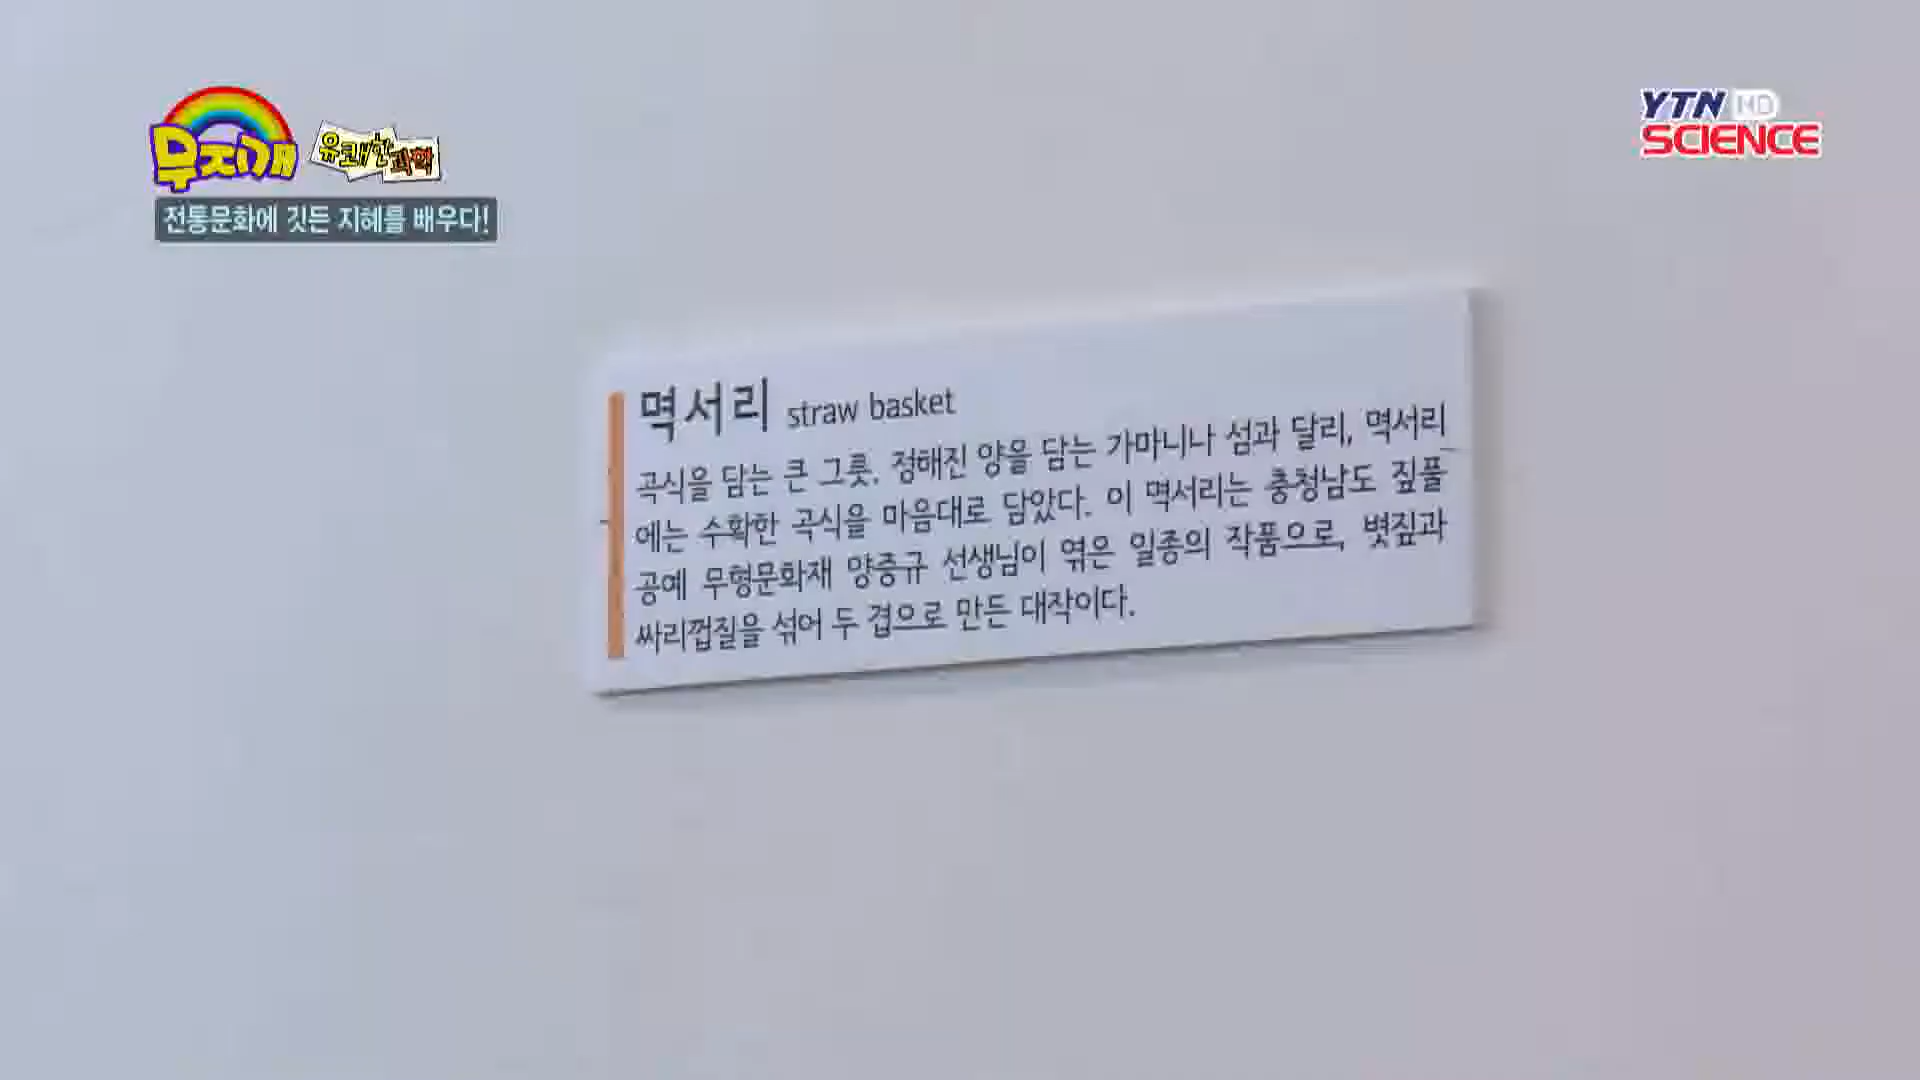 무지개 유쾌한 과학
전통문화에 깃든 지혜를 배우다!
YTN HD
SCIENCE
멱서리 straw basket
곡식을 담는 큰 그릇. 정해진 양을 담는 가마니나 섬과 달리, 멱서리
에는 수확한 곡식을 마음대로 담았다. 이 멱서리는 충청남도 짚풀
공예 무형문화재 양중규 선생님이 엮은 일종의 작품으로, 볏짚과
싸리껍질을 섞어 두 겹으로 만든 대작이다.